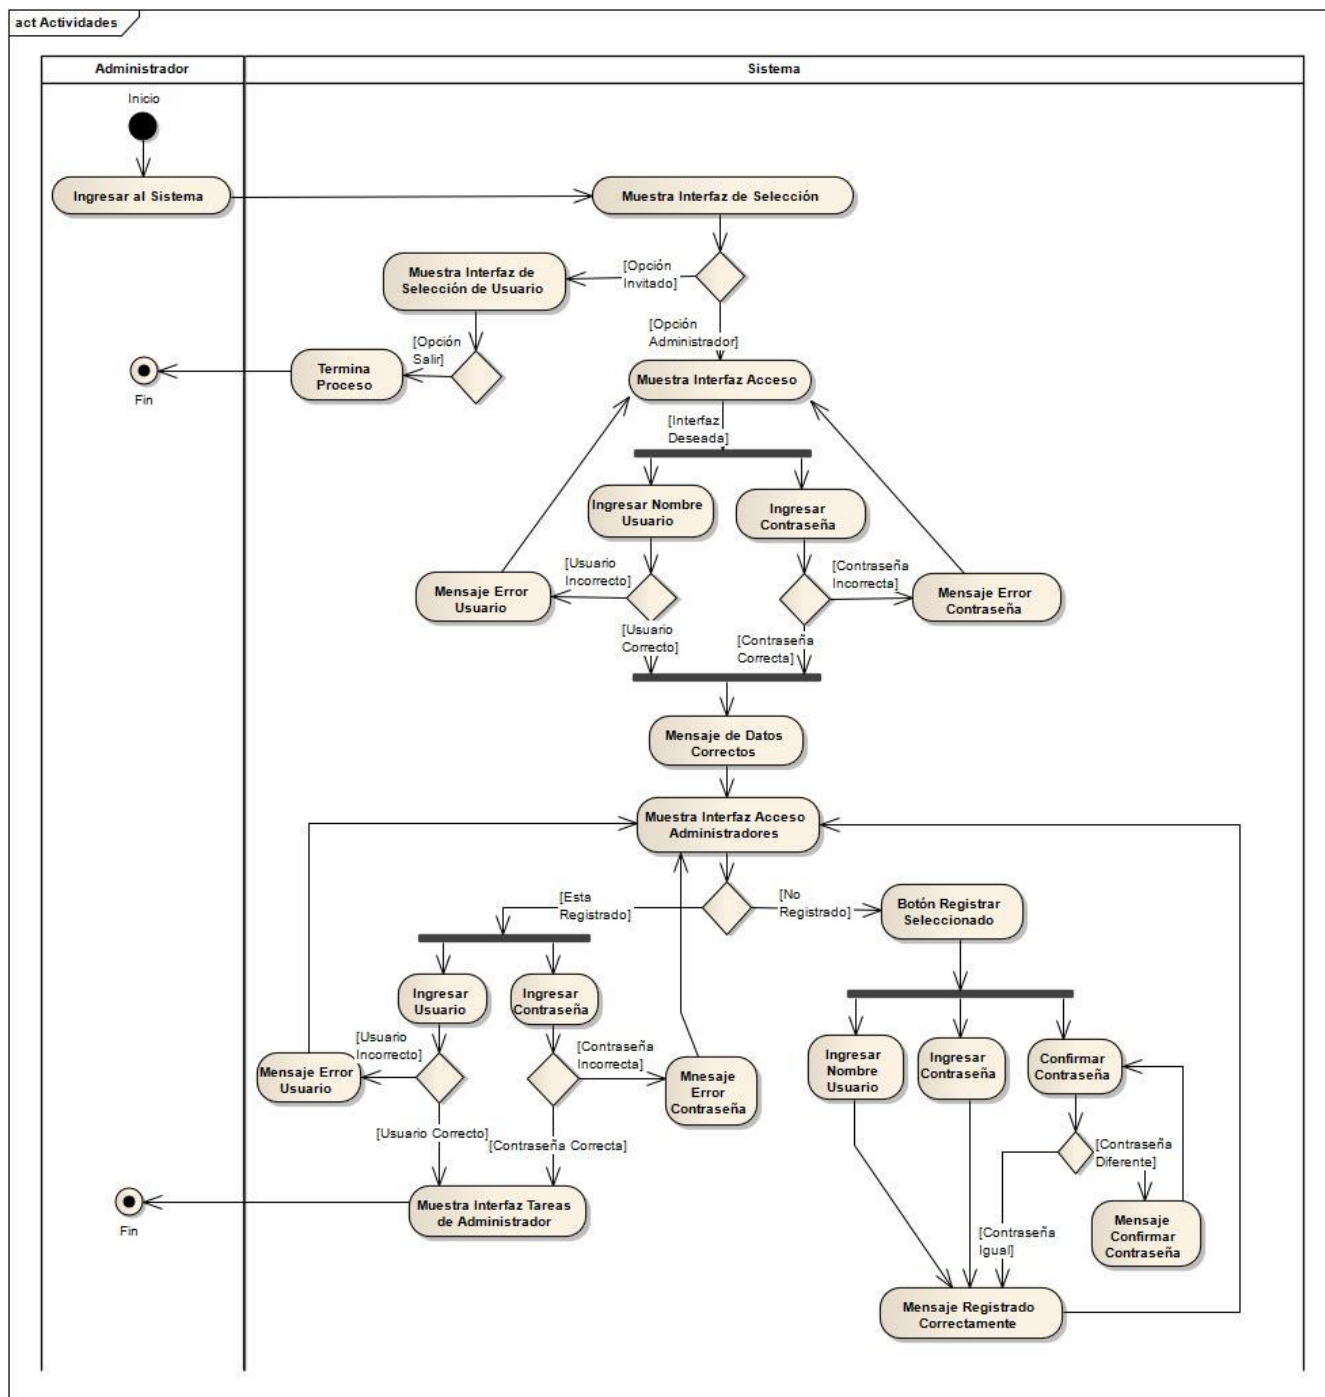 act Actividades
Administrador
Sistema
Inicio
Ingresar al Sistema
Muestra Interfaz de Selección
[Opción
Invitado]
Muestra Interfaz de
Selección de Usuario
[Opción
Administrador]
[Opción
Salir]
Termina
Proceso
Fin
Muestra Interfaz Acceso
[Interfaz
Deseada]
Ingresar Nombre
Usuario
Ingresar
Contraseña
[Usuario
Incorrecto]
[Contraseña
Incorrecta]
Mensaje Error
Usuario
Mensaje Error
Contraseña
[Usuario
Correcto]
[Contraseña
Correcta]
Mensaje de Datos
Correctos
Muestra Interfaz Acceso
Administradores
[Esta
Registrado]
[No
Registrado]
Botón Registrar
Seleccionado
Ingresar
Usuario
Ingresar
Contraseña
[Usuario
Incorrecto]
[Contraseña
Incorrecta]
Mensaje Error
Usuario
Mnesaje
Error
Contraseña
Ingresar
Nombre
Usuario
Ingresar
Contraseña
Confirmar
Contraseña
[Usuario Correcto]
[Contraseña Correcta]
[Contraseña
Diferente]
Muestra Interfaz Tareas
de Administrador
Fin
[Contraseña
Igual]
Mensaje
Confirmar
Contraseña
Mensaje Registrado
Correctamente